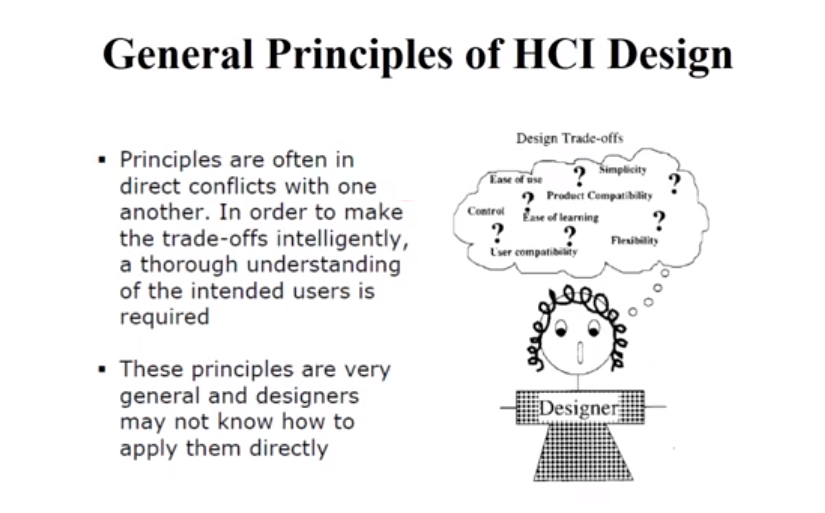 General Principles of HCI Design
▪ Principles are often in
direct conflicts with one
another. In order to make
the trade-offs intelligently,
a thorough understanding
of the intended users is
required
▪ These principles are very
general and designers
may not know how to
apply them directly
Design Trade-offs
Simplicity
Ease of use ? ?
? Product Compatibility
Control Ease of learning ?
? ? Flexibility
User compatibility
Designer